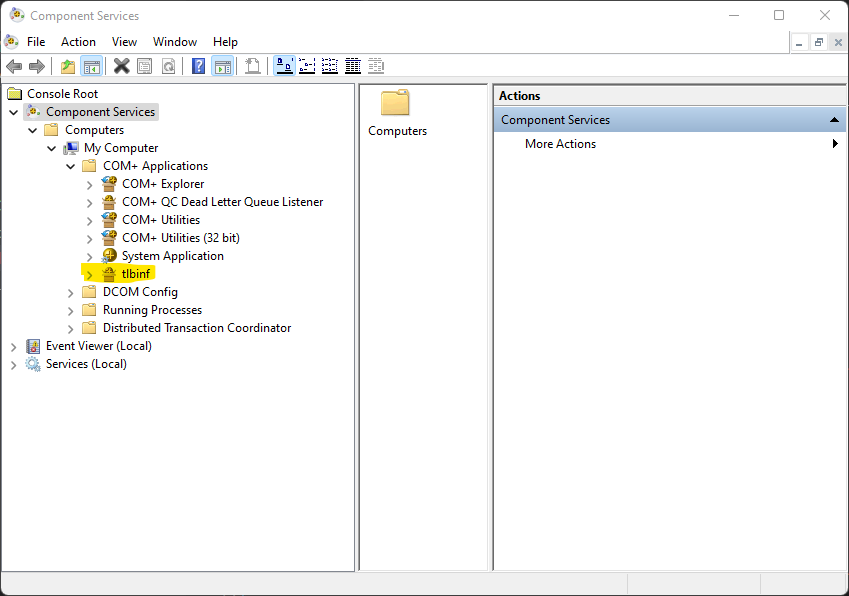 Component Services
File Action View Window Help
Console Root
Component Services
Computers
My Computer
COM+ Applications
COM+ Explorer
COM+ QC Dead Letter Queue Listener
COM+ Utilities
COM+ Utilities (32 bit)
System Application
tlbinf
DCOM Config
Running Processes
Distributed Transaction Coordinator
Event Viewer (Local)
Services (Local)
Computers
Actions
Component Services
More Actions